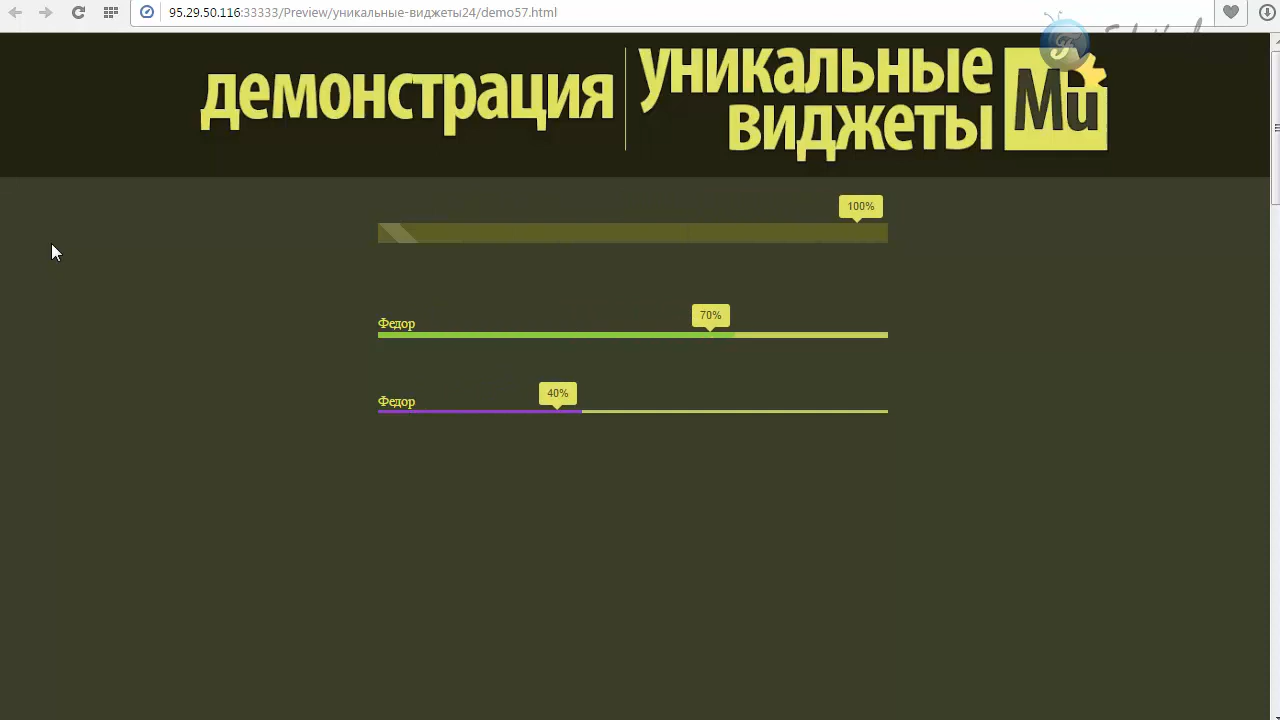 95.29.50.116:33333/Preview/уникальные-виджеты24/demo57.html
демонстрация
уникальные
виджеты
Mu
100%
Федор
70%
Федор
40%